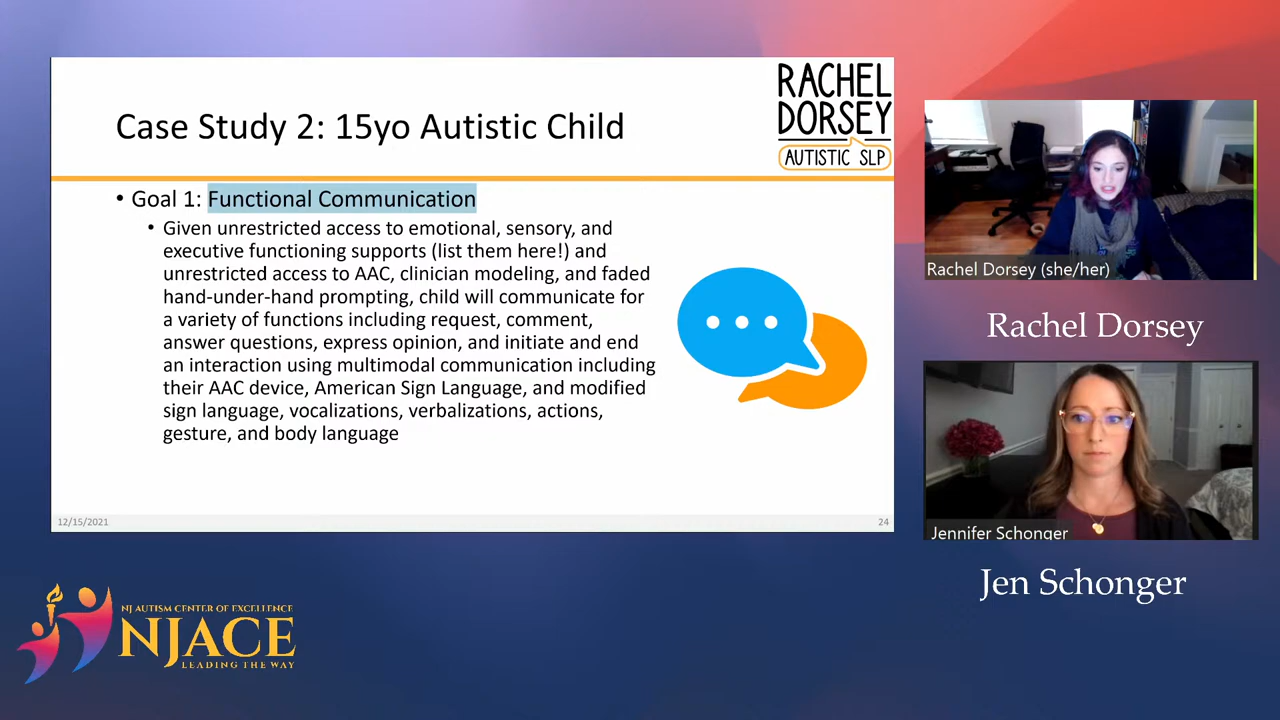 Case Study 2: 15yo Autistic Child
RACHEL
DORSEY
AUTISTIC SLP
• Goal 1: Functional Communication
• Given unrestricted access to emotional, sensory, and
executive functioning supports (list them here!) and
unrestricted access to AAC, clinician modeling, and faded
hand-under-hand prompting, child will communicate for
a variety of functions including request, comment,
answer questions, express opinion, and initiate and end
an interaction using multimodal communication including
their AAC device, American Sign Language, and modified
sign language, vocalizations, verbalizations, actions,
gesture, and body language
12/15/2021
24
Rachel Dorsey (she/her)
Rachel Dorsey
Jennifer Schonger
Jen Schonger
NJ AUTISM CENTER OF EXCELLENCE
NJACE
LEADING THE WAY